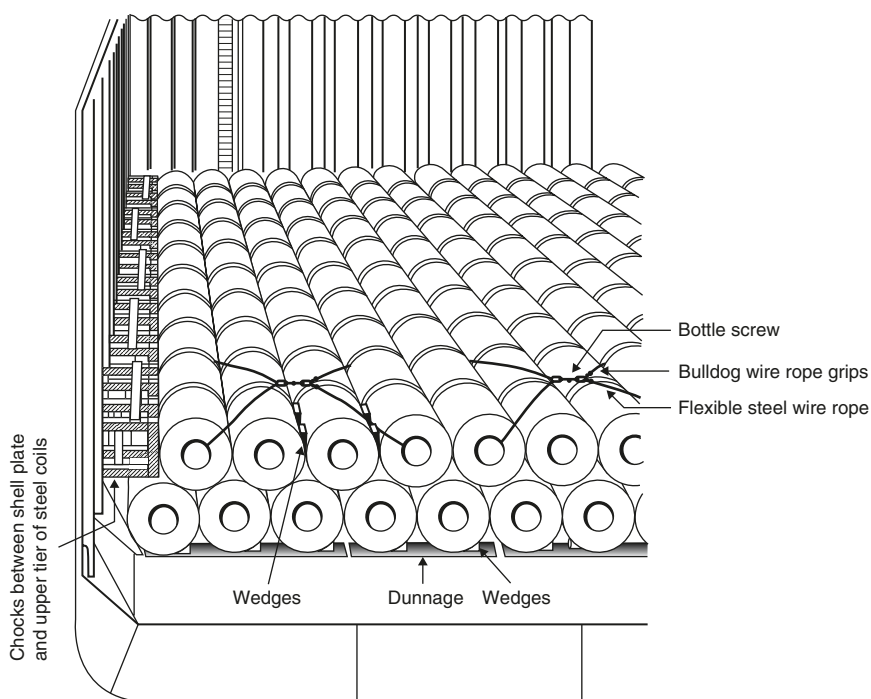 Bottle screw
Bulldog wire rope grips
Flexible steel wire rope
Chocks between shell plate
and upper tier of steel coils
Wedges
Dunnage
Wedges